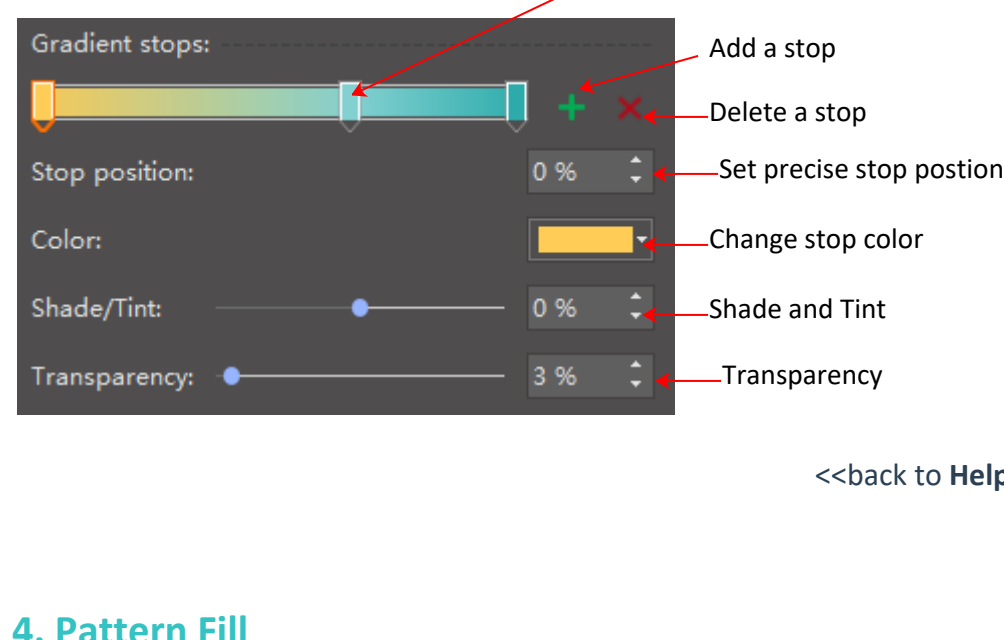 Gradient stops:
Add a stop
Delete a stop
Stop position:
0 %
Set precise stop postion
Color:
Change stop color
Shade/Tint:
0 %
Shade and Tint
Transparency:
3 %
Transparency
<<back to Help
4. Pattern Fill